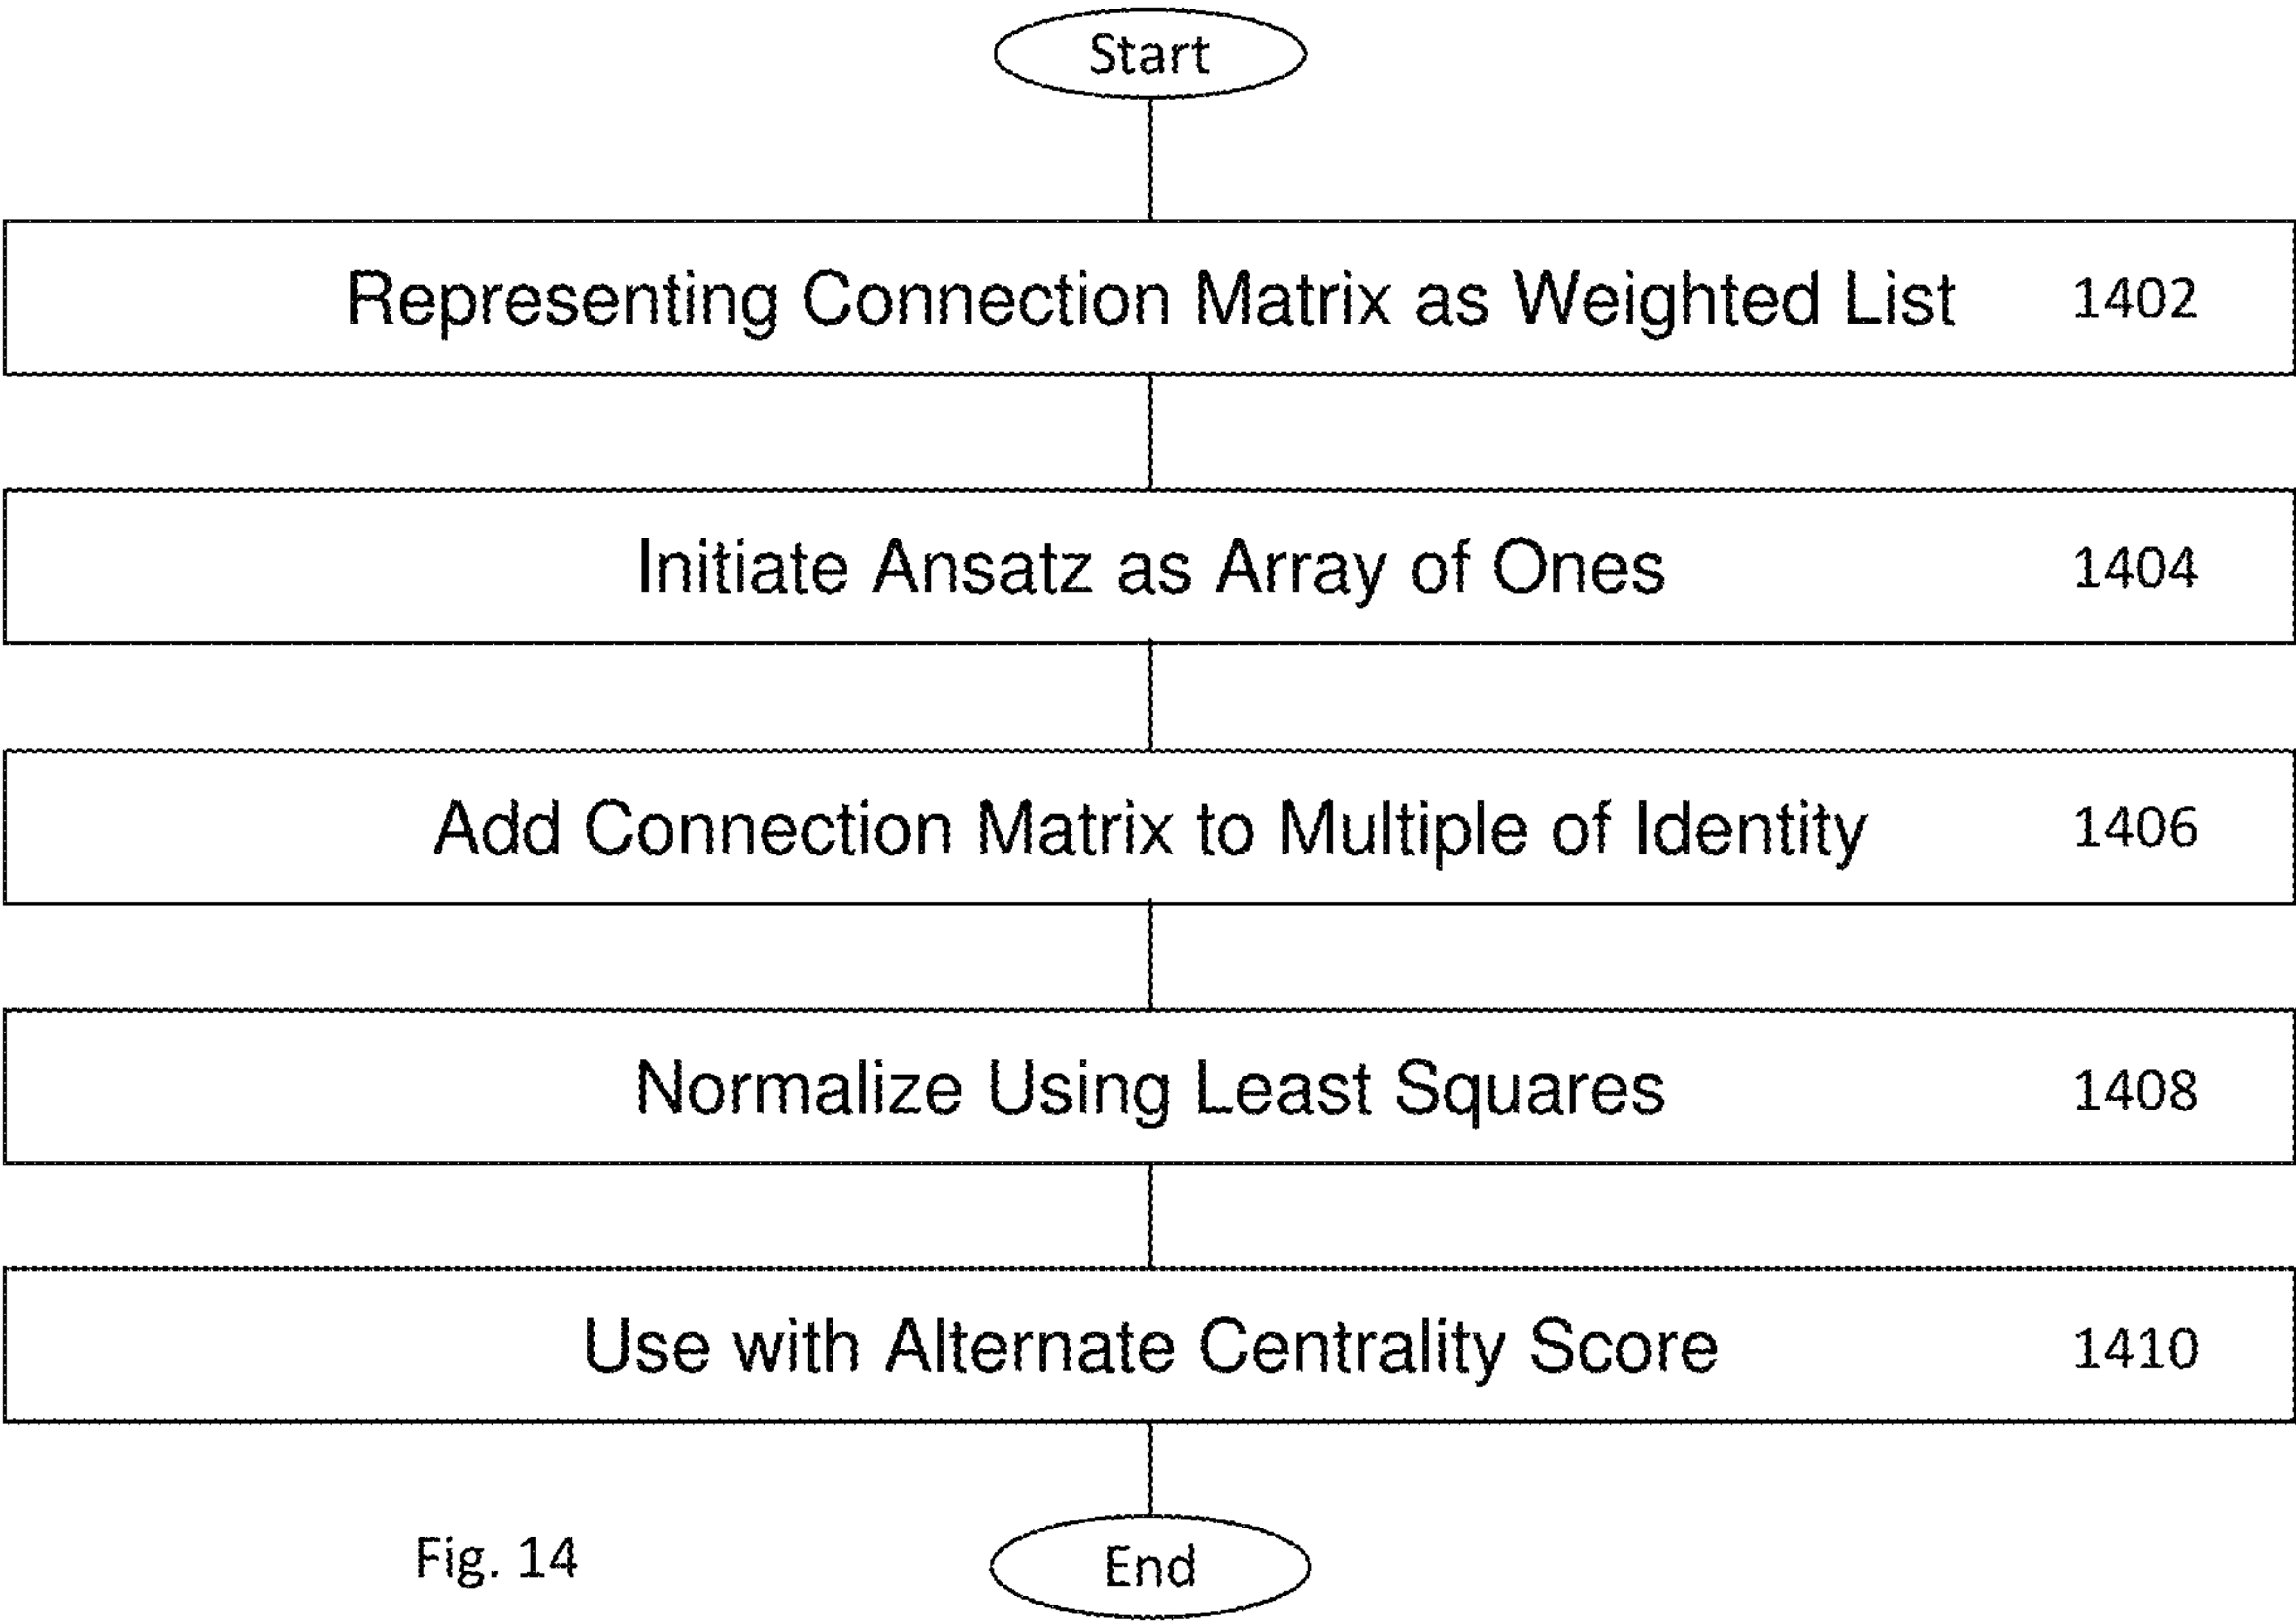 Start
Representing Connection Matrix as Weighted List 1402
Initiate Ansatz as Array of Ones 1404
Add Connection Matrix to Multiple of Identity 1406
Normalize Using Least Squares 1408
Use with Alternate Centrality Score 1410
Fig. 14
End